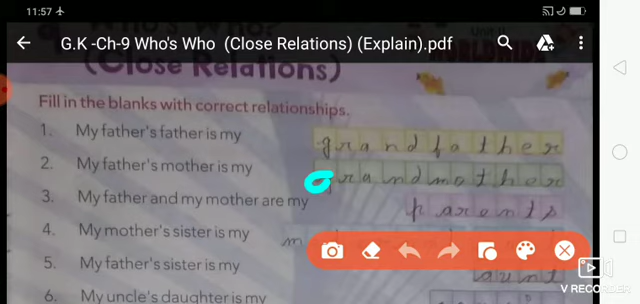 11:57
G.K -Ch-9 Who's Who (Close Relations) (Explain).pdf
(Close Relations)
Fill in the blanks with correct relationships.
1. My father's father is my grandfather
2. My father's mother is my grandmother
3. My father and my mother are my parents
4. My mother's sister is my
5. My father's sister is my aunt
6. My uncle's daughter is my
V RECORDER